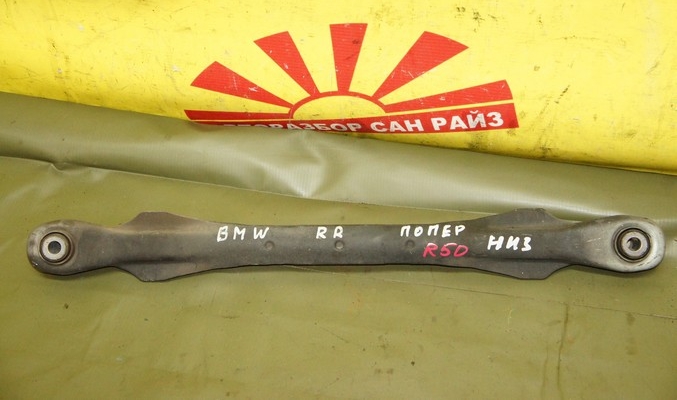 АВТОРАЗБОР САН РАЙЗ
BMW RR ПОПЕР НИЗ
R50